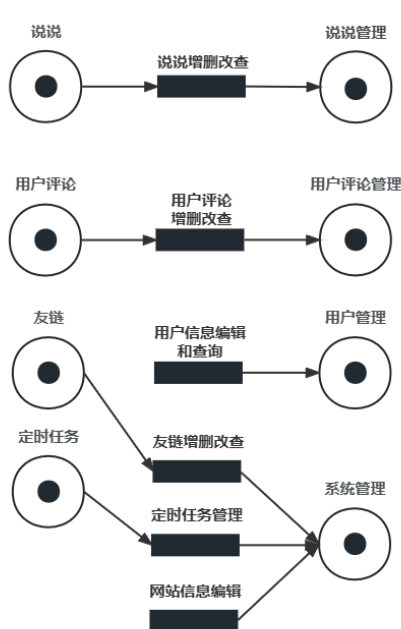 说说
说说增删改查
说说管理
用户评论
用户评论
增删改查
用户评论管理
友链
用户信息编辑
和查询
用户管理
定时任务
友链增删改查
定时任务管理
系统管理
网站信息编辑